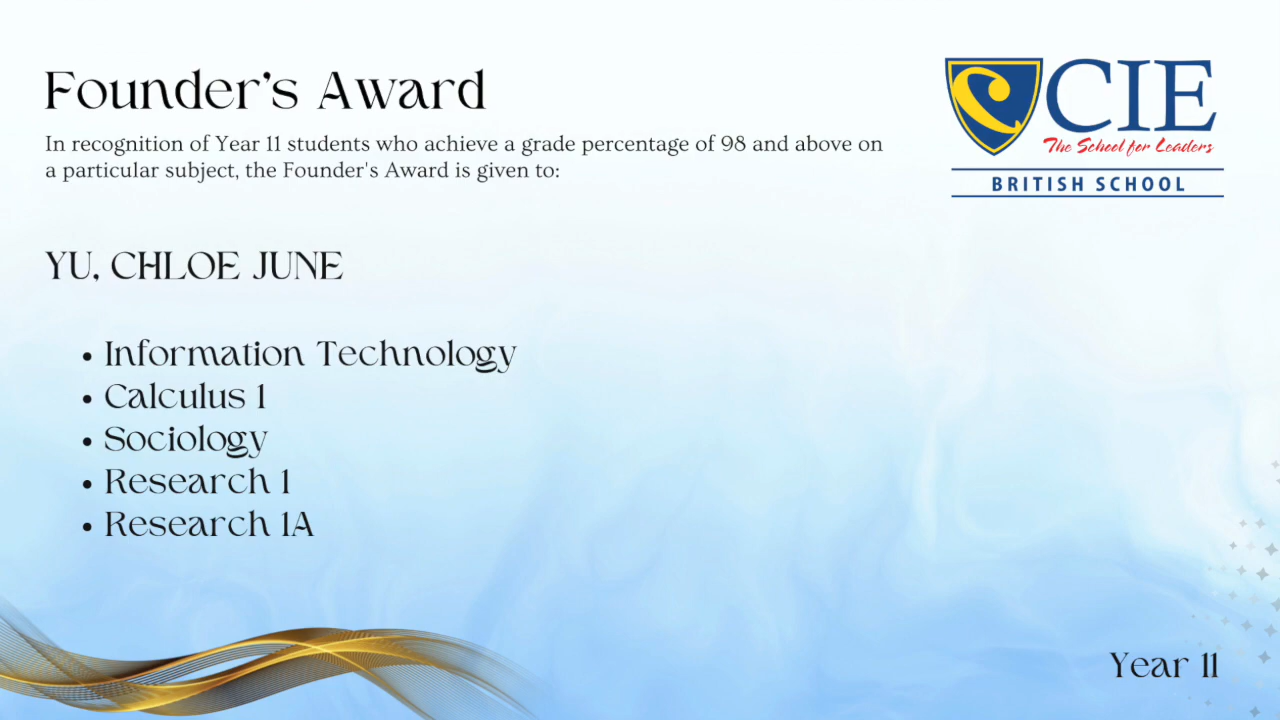 Founder's Award
In recognition of Year 11 students who achieve a grade percentage of 98 and above on
a particular subject, the Founder's Award is given to:
CIE
The School for Leaders
BRITISH SCHOOL
YU, CHLOE JUNE
• Information Technology
• Calculus 1
• Sociology
• Research 1
• Research 1A
Year 11